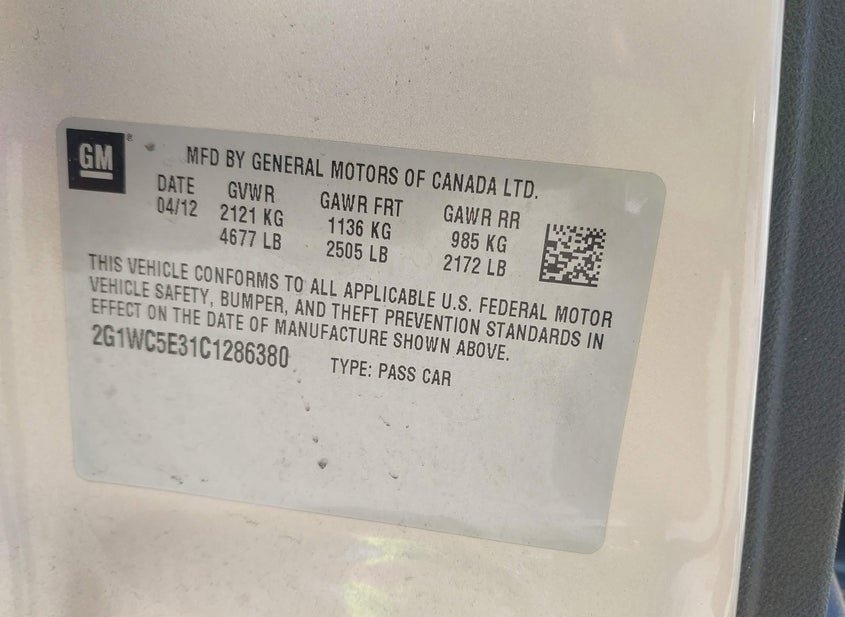 GM ®
MFD BY GENERAL MOTORS OF CANADA LTD.
DATE GVWR GAWR FRT GAWR RR
04/12 2121 KG 1136 KG 985 KG
4677 LB 2505 LB 2172 LB
THIS VEHICLE CONFORMS TO ALL APPLICABLE U.S. FEDERAL MOTOR
VEHICLE SAFETY, BUMPER, AND THEFT PREVENTION STANDARDS IN
EFFECT ON THE DATE OF MANUFACTURE SHOWN ABOVE.
2G1WC5E31C1286380 TYPE: PASS CAR